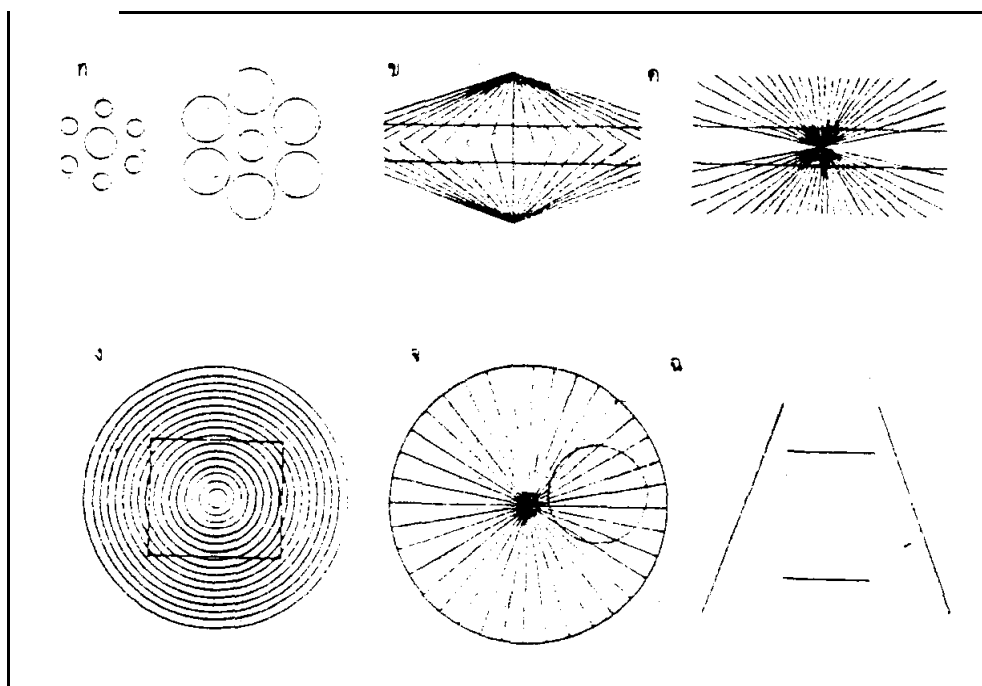 ก ข ค
ง จ ฉ